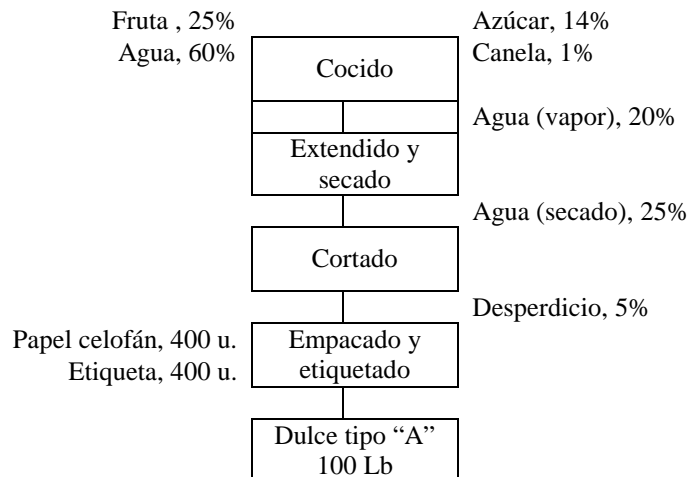 Fruta , 25%
Agua, 60%
Azúcar, 14%
Canela, 1%
Cocido
Agua (vapor), 20%
Extendido y
secado
Agua (secado), 25%
Cortado
Desperdicio, 5%
Papel celofán, 400 u.
Etiqueta, 400 u.
Empacado y
etiquetado
Dulce tipo “A”
100 Lb